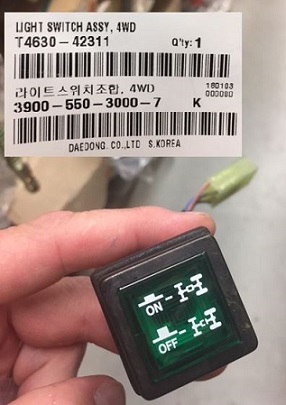 LIGHT SWITCH ASSY, 4WD
T4630-42311 Q'ty: 1
라이트스위치조합, 4WD 160103
000000
3900-550-3000-7 K
DAEDONG. CO.,LTD S.KOREA
ON
OFF